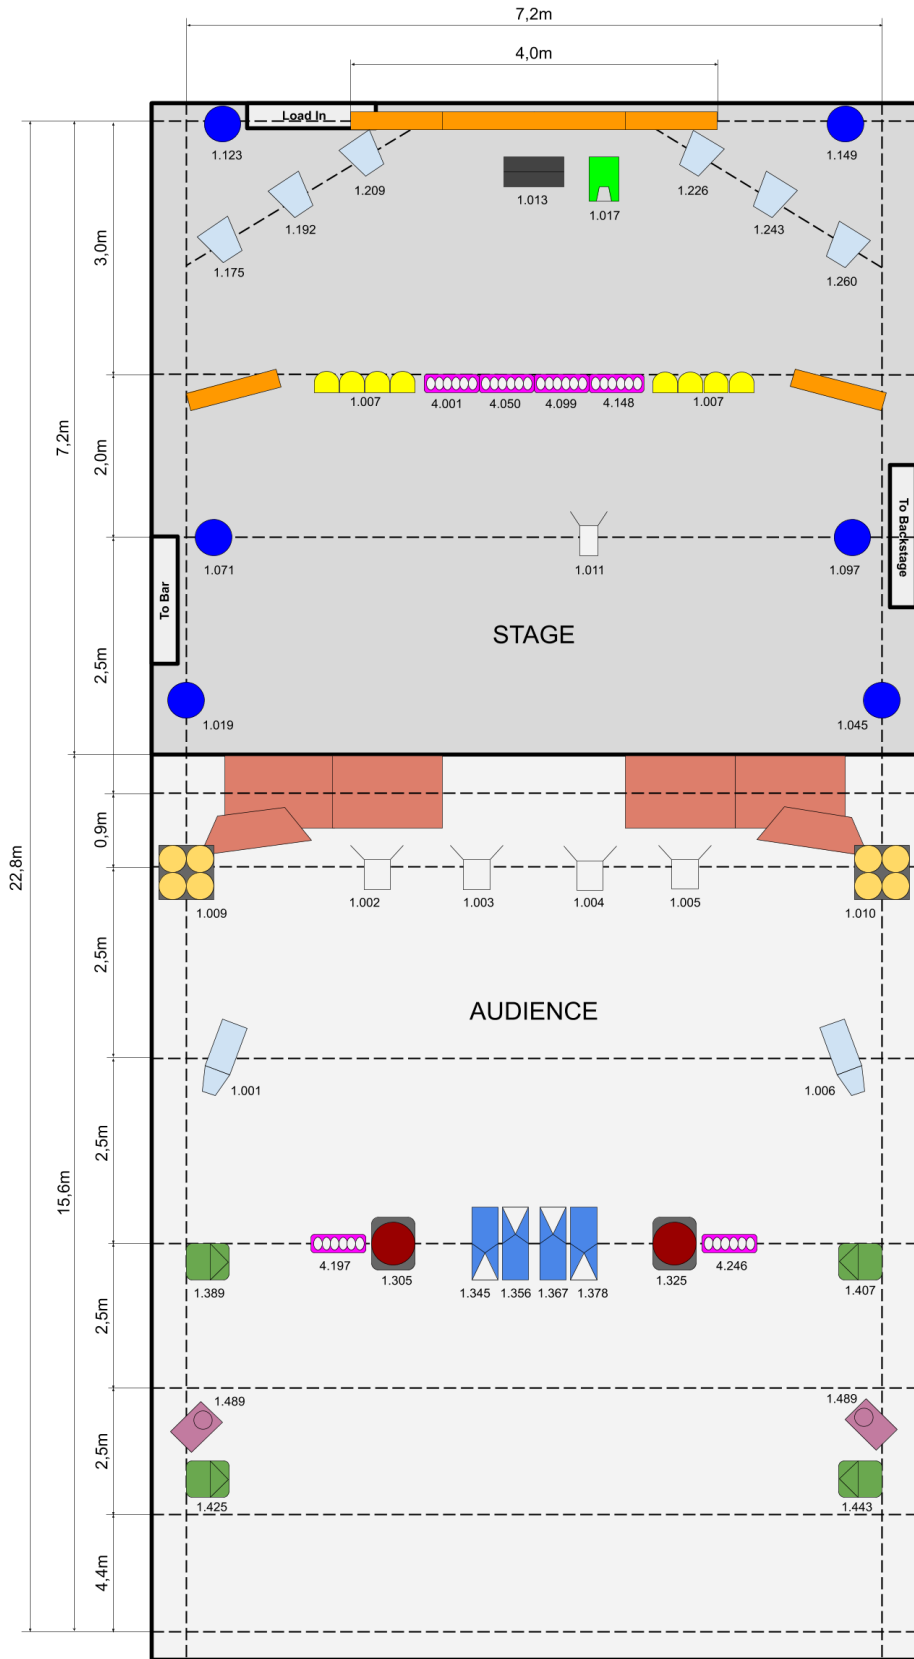 7,2m
4,0m
Load In
1.123
1.149
1.209
1.226
1.013
1.017
1.192
1.243
1.175
1.260
3,0m
1.007
4.001
4.050
4.099
4.148
1.007
7,2m
2,0m
To Backstage
1.071
1.011
1.097
To Bar
STAGE
2,5m
1.019
1.045
0,9m
22,8m
1.002
1.003
1.004
1.005
1.009
1.010
2,5m
AUDIENCE
1.001
1.006
2,5m
15,6m
4.197
1.305
1.325
4.246
1.389
1.345
1.356
1.367
1.378
1.407
2,5m
1.489
1.489
2,5m
1.425
1.443
4,4m